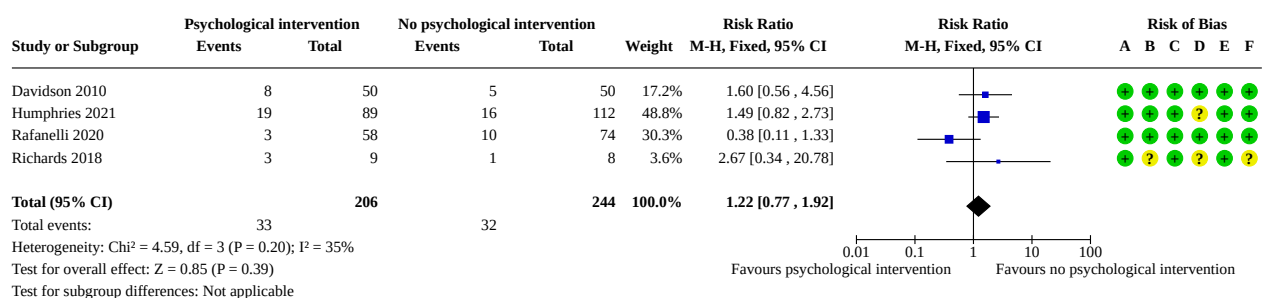 Psychological intervention No psychological intervention Risk Ratio Risk Ratio Risk of Bias
Study or Subgroup Events Total Events Total Weight M-H, Fixed, 95% CI M-H, Fixed, 95% CI A B C D E F
Davidson 2010 8 50 5 50 17.2% 1.60 [0.56 , 4.56] + + + + + +
Humphries 2021 19 89 16 112 48.8% 1.49 [0.82 , 2.73] + + + ? + +
Rafanelli 2020 3 58 10 74 30.3% 0.38 [0.11 , 1.33] + + + + + +
Richards 2018 3 9 1 8 3.6% 2.67 [0.34 , 20.78] + ? + ? + ?
Total (95% CI) 206 244 100.0% 1.22 [0.77 , 1.92]
Total events: 33 32
Heterogeneity: Chi² = 4.59, df = 3 (P = 0.20); I² = 35%
0.01 0.1 1 10 100
Test for overall effect: Z = 0.85 (P = 0.39) Favours psychological intervention Favours no psychological intervention
Test for subgroup differences: Not applicable